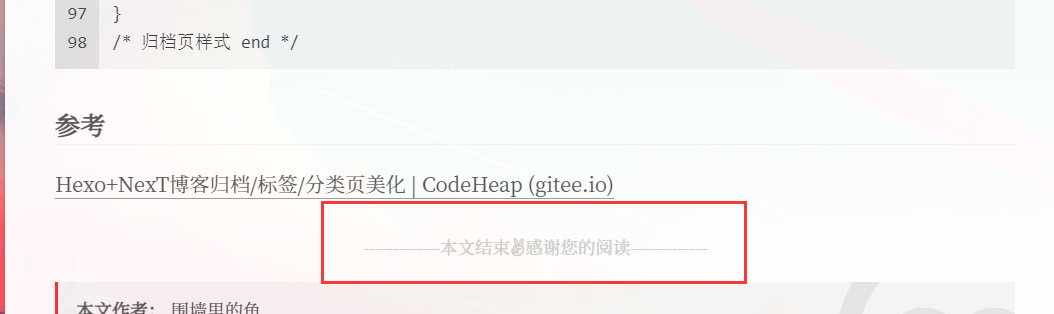 97 }
98 /* 归档页样式 end */
参考
Hexo+NexT博客归档/标签/分类页美化 | CodeHeap (gitee.io)
-------------本文结束✌感谢您的阅读-------------
本文作者： 围墙里的鱼